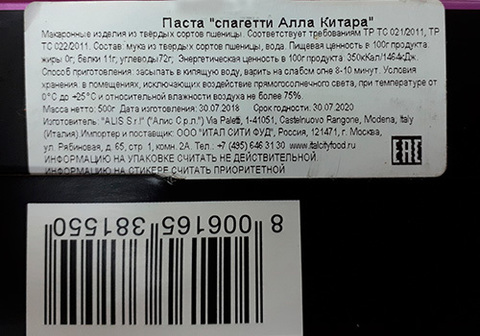 Паста "спагетти Алла Китара"
Макаронные изделия из твёрдых сортов пшеницы. Соответствует требованиям ТР ТС 021/2011, ТР
ТС 022/2011. Состав: мука из твердых сортов пшеницы, вода. Пищевая ценность в 100г продукта:
жиры 0г, белки 11г, углеводы72г, Энергетическая ценность в 100г продукта: 350кКал/1464кДж.
Способ приготовления: засыпать в кипящую воду, варить на слабом огне 8-10 минут. Условия
хранения: в помещениях, исключающих воздействие прямосолнечного света, при температуре от
0°С до +25°С и относительной влажности воздуха не более 75%.
Масса нетто: 500г. Дата изготовления: 30.07.2018 Срок годности: 30.07.2020
Изготовитель: "ALIS S r l" ("Алис С р.л.") Via Paletti, 1-41051, Castelnuovo Rangone, Modena, Italy
(Италия).Импортер и поставщик: ООО "ИТАЛ СИТИ ФУД", Россия, 121471, г. Москва,
ул. Рябиновая, д. 65, стр. 1, комн. 2А. Тел.: +7 (495) 646 31 30 www.italcityfood.ru
ИНФОРМАЦИЮ НА УПАКОВКЕ СЧИТАТЬ НЕ ДЕЙСТВИТЕЛЬНОЙ.
ИНФОРМАЦИЮ НА СТИКЕРЕ СЧИТАТЬ ПРИОРИТЕТНОЙ
EAC
8 006165 381550